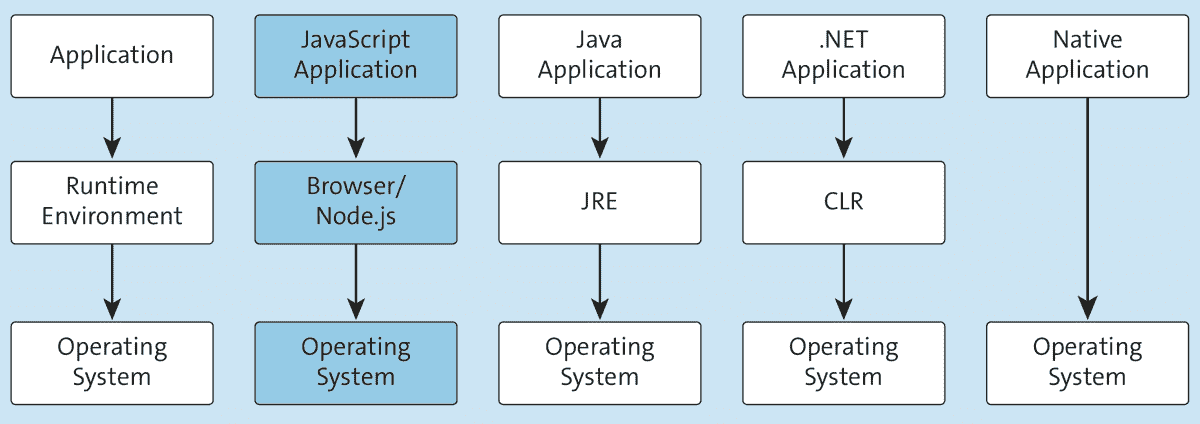 Application
JavaScript
Application
Java
Application
.NET
Application
Native
Application
Runtime
Environment
Browser/
Node.js
JRE
CLR
Operating
System
Operating
System
Operating
System
Operating
System
Operating
System